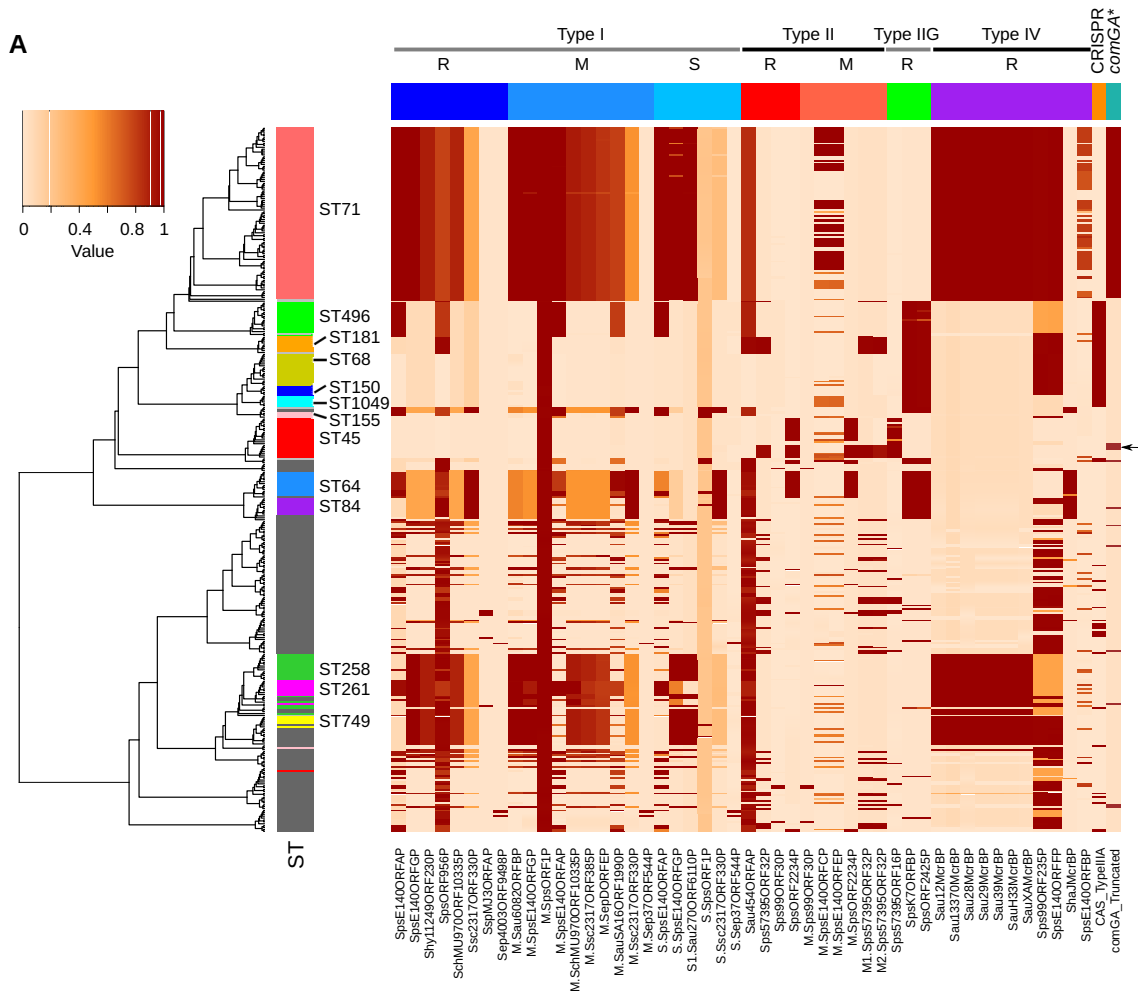 A
Type I
Type II
Type IIG
Type IV
CRISPR
comGA*
R
M
S
R
M
R
R
0
0.4
0.8
1
Value
ST71
ST496
ST181
ST68
ST150
ST1049
ST155
ST45
ST64
ST84
ST258
ST261
ST749
ST
SpsE140ORFAP
SpsE140ORFGP
Shy11249ORF230P
SpsORF956P
SchMU970ORF10335P
Ssc2317ORF330P
SspMJ3ORFAP
Sep40030ORF9498P
M.Sau6082ORFBP
M.SpsE140ORFGP
M.SpsORF1P
M.SpsE140ORFAP
M.SchMU970ORF10335P
M.Ssc2317ORF385P
M.SepDORFEP
M.SauSA16ORF1990P
M.Ssc2317ORF330P
M.Sep37ORF544P
S.SpsE140ORFAP
S.SpsE140ORFGP
S1.Sau270ORF6110P
S.SpsORF1P
S.Ssc2317ORF330P
S.Sep37ORF544P
Sau454ORFAP
Sps57395ORF32P
Sps99ORF30P
SpsORF2234P
M.Sps99ORF30P
M.SpsE140ORFCP
M.SpsE140ORFEP
M.SpsORF2234P
M1.Sps57395ORF32P
M2.Sps57395ORF32P
Sps57395ORF16P
SpsK7ORFBP
SpsORF2425P
Sau12McrBP
Sau13370McrBP
Sau28McrBP
Sau29McrBP
Sau39McrBP
SauH33McrBP
SauXAMcrBP
Sps99ORF235P
SpsE140ORFFP
ShaJMcrBP
SpsE140ORFBP
CAS_TypeIIIA
comGA_Truncated